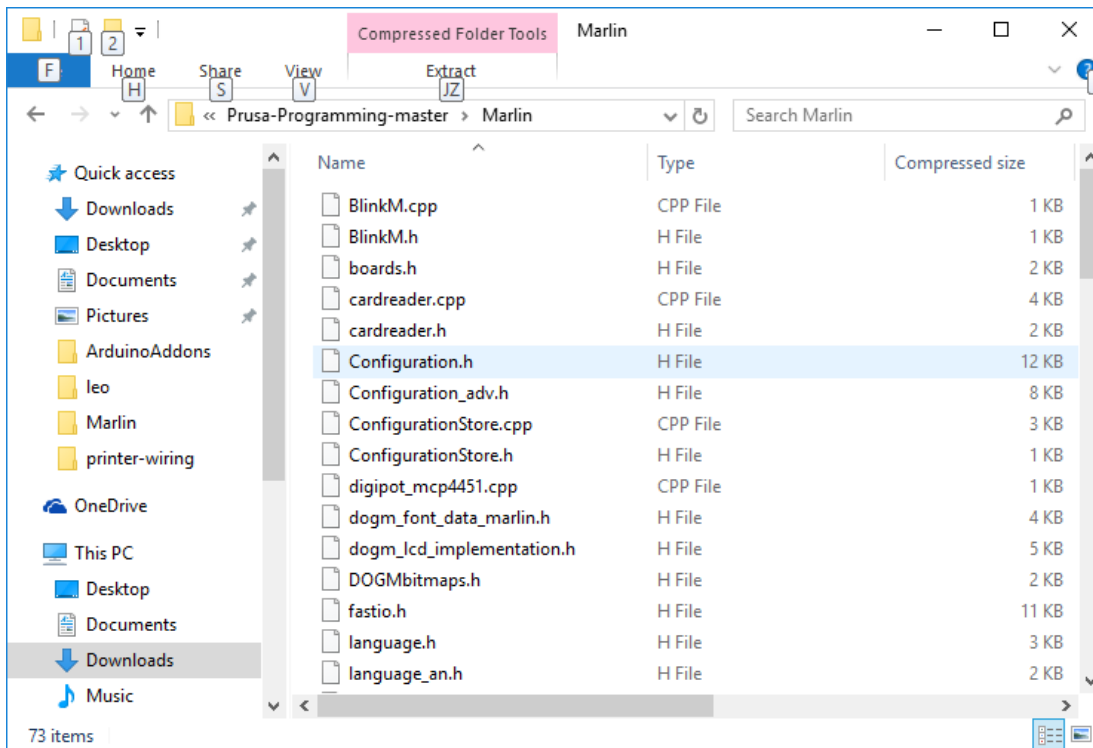 Compressed Folder Tools
Marlin
1
2
F
Home
Share
View
Extract
H
S
V
JZ
« Prusa-Programming-master > Marlin
Search Marlin
Name
Type
Compressed size
Quick access
Downloads
Desktop
Documents
Pictures
ArduinoAddons
leo
Marlin
printer-wiring
OneDrive
This PC
Desktop
Documents
Downloads
Music
BlinkM.cpp CPP File 1 KB
BlinkM.h H File 1 KB
boards.h H File 2 KB
cardreader.cpp CPP File 4 KB
cardreader.h H File 2 KB
Configuration.h H File 12 KB
Configuration_adv.h H File 8 KB
ConfigurationStore.cpp CPP File 3 KB
ConfigurationStore.h H File 1 KB
digipot_mcp4451.cpp CPP File 1 KB
dogm_font_data_marlin.h H File 4 KB
dogm_lcd_implementation.h H File 5 KB
DOGMbitmaps.h H File 2 KB
fastio.h H File 11 KB
language.h H File 3 KB
language_an.h H File 2 KB
73 items